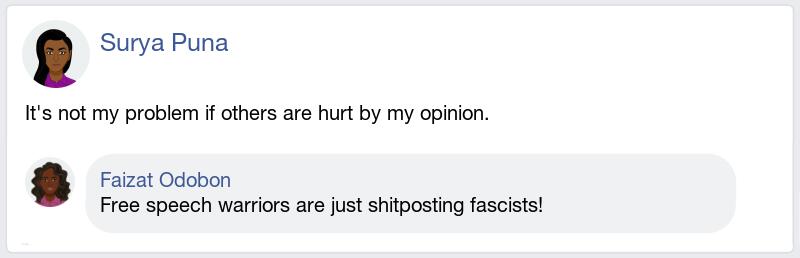 Surya Puna
It's not my problem if others are hurt by my opinion.
Faizat Odobon
Free speech warriors are just shitposting fascists!